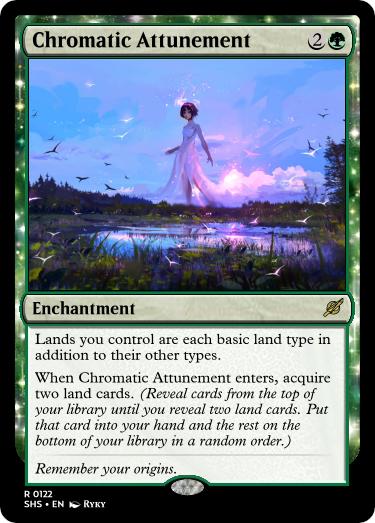 Chromatic Attunement 2
Enchantment
Lands you control are each basic land type in
addition to their other types.
When Chromatic Attunement enters, acquire
two land cards. (Reveal cards from the top of
your library until you reveal two land cards. Put
that card into your hand and the rest on the
bottom of your library in a random order.)
Remember your origins.
R 0122
SHS • EN Ryky